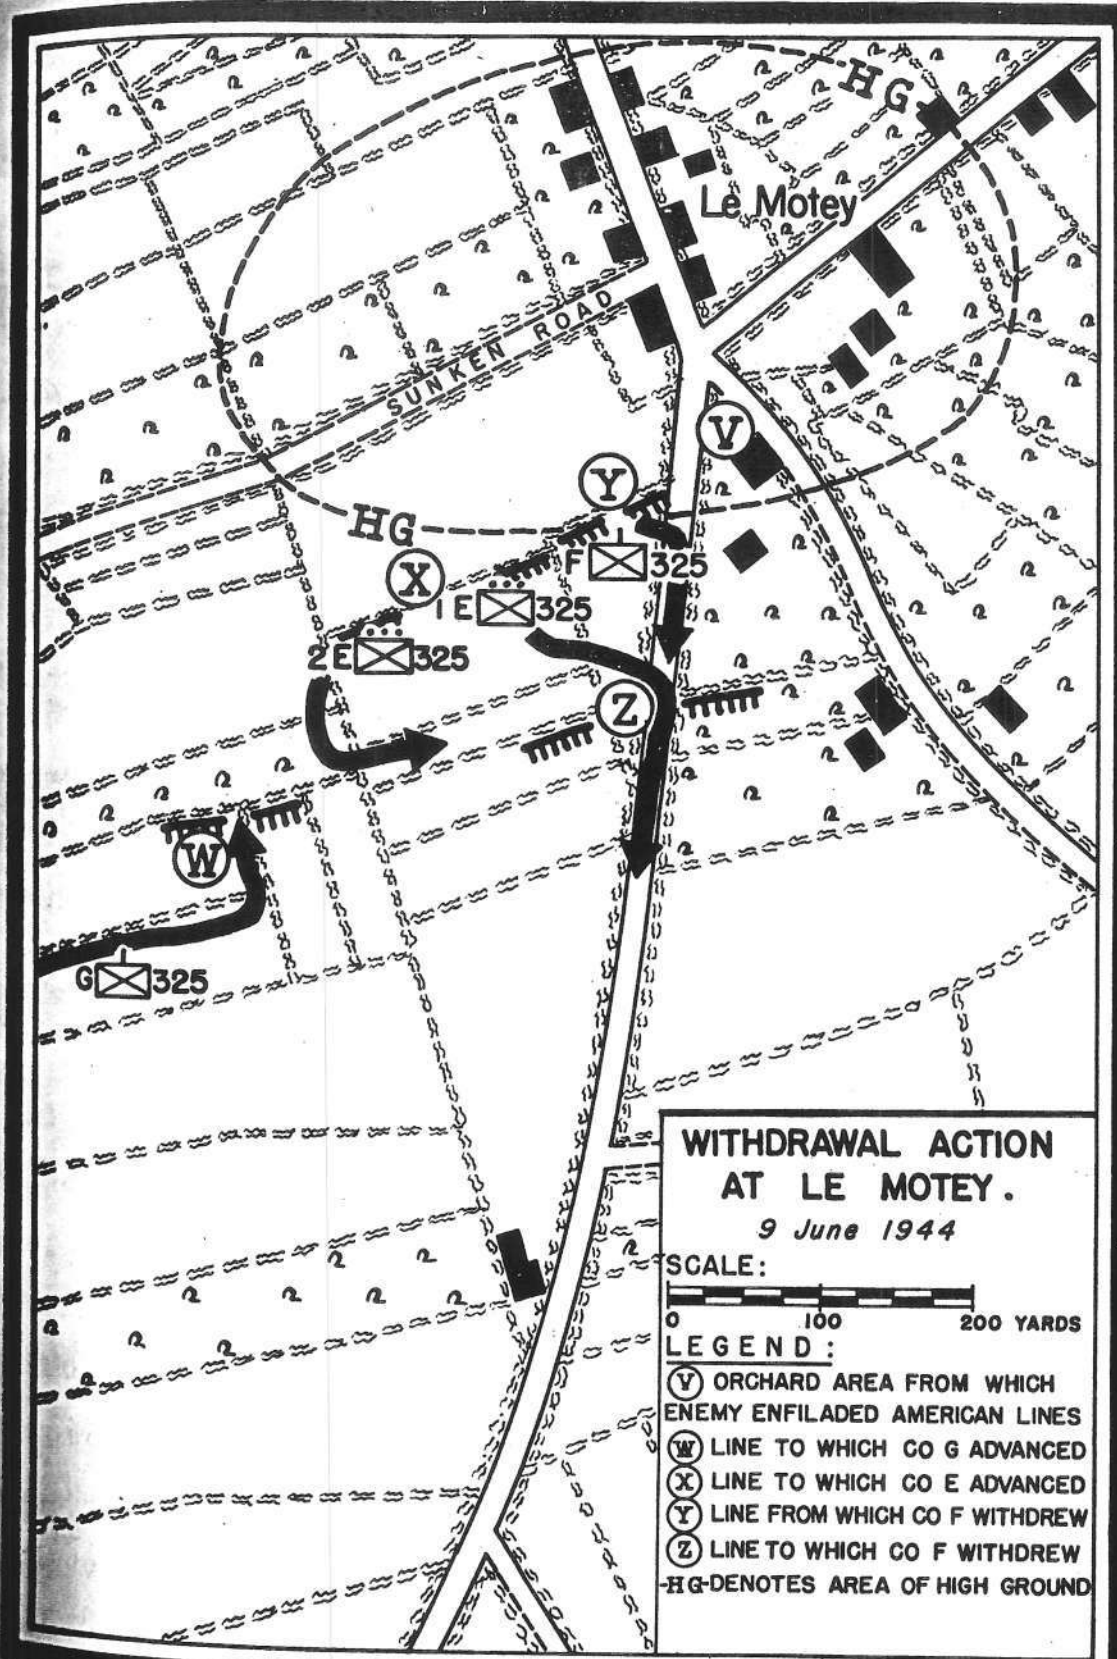 HG
Le Motey
SUNKEN ROAD
V
Y
HG
F 325
X
1 E 325
2 E 325
Z
W
G 325
WITHDRAWAL ACTION
AT LE MOTEY.
9 June 1944
SCALE:
0 100 200 YARDS
LEGEND:
V ORCHARD AREA FROM WHICH
ENEMY ENFILADED AMERICAN LINES
W LINE TO WHICH CO G ADVANCED
X LINE TO WHICH CO E ADVANCED
Y LINE FROM WHICH CO F WITHDREW
Z LINE TO WHICH CO F WITHDREW
-HG-DENOTES AREA OF HIGH GROUND